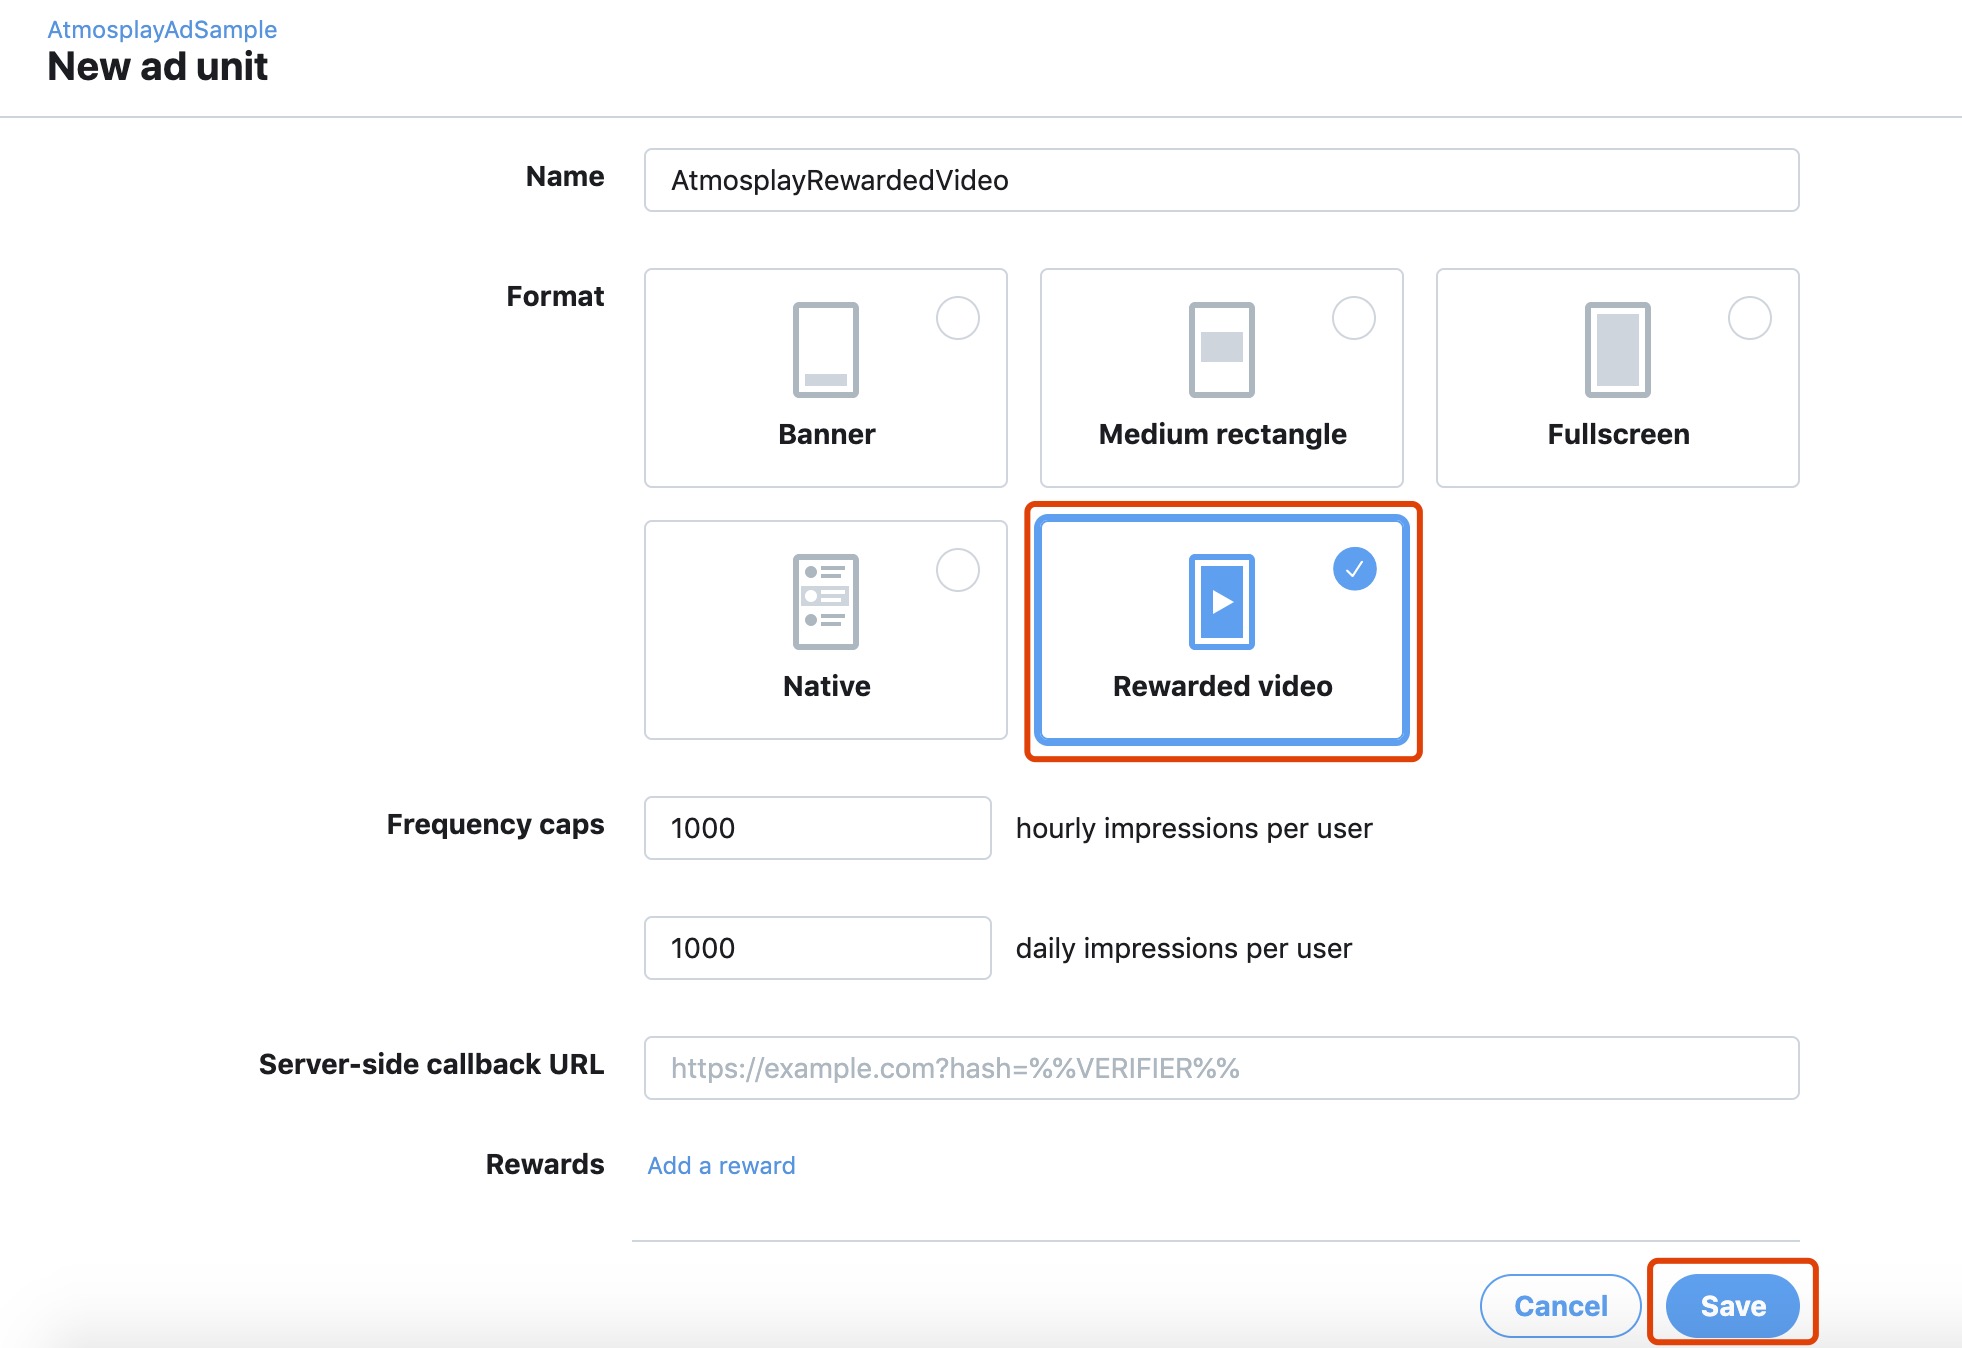 AtmosplayAdSample
New ad unit
Name
AtmosplayRewardedVideo
Format
Banner
Medium rectangle
Fullscreen
Native
Rewarded video
Frequency caps
1000
hourly impressions per user
1000
daily impressions per user
Server-side callback URL
https://example.com?hash=%%VERIFIER%%
Rewards
Add a reward
Cancel
Save